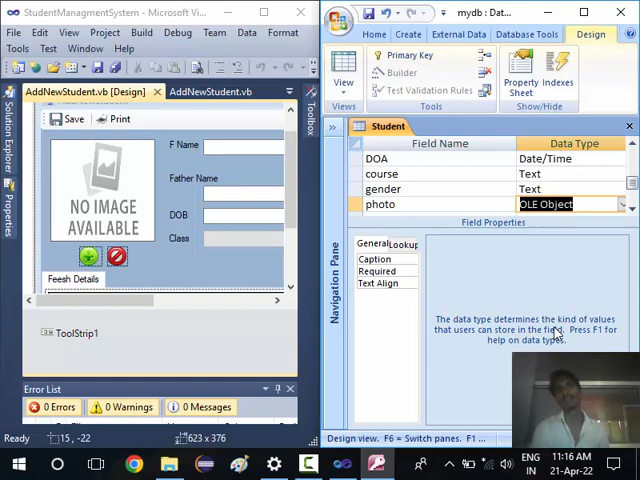 StudentManagmentSystem - Microsoft Vis...
File Edit View Project Build Debug Team Data Format
Tools Test Window Help
AddNewStudent.vb [Design] AddNewStudent.vb
Solution Explorer
Properties
Toolbox
Save Print
NO IMAGE
AVAILABLE
F Name
Father Name
DOB
Class
Feesh Details
ToolStrip1
Error List
0 Errors 0 Warnings 0 Messages
Ready 15 , -22 623 x 376
mydb : Dat...
Home Create External Data Database Tools Design
View
Views
Primary Key
Builder
Test Validation Rules
Tools
Property
Sheet
Indexes
Show/Hide
Student
Field Name Data Type
DOA Date/Time
course Text
gender Text
photo OLE Object
Field Properties
Navigation Pane
General Lookup
Caption
Required
Text Align
The data type determines the kind of values
that users can store in the field. Press F1 for
help on data types.
Design view. F6 = Switch panes. F1 ...
ENG
IN
11:16 AM
21-Apr-22